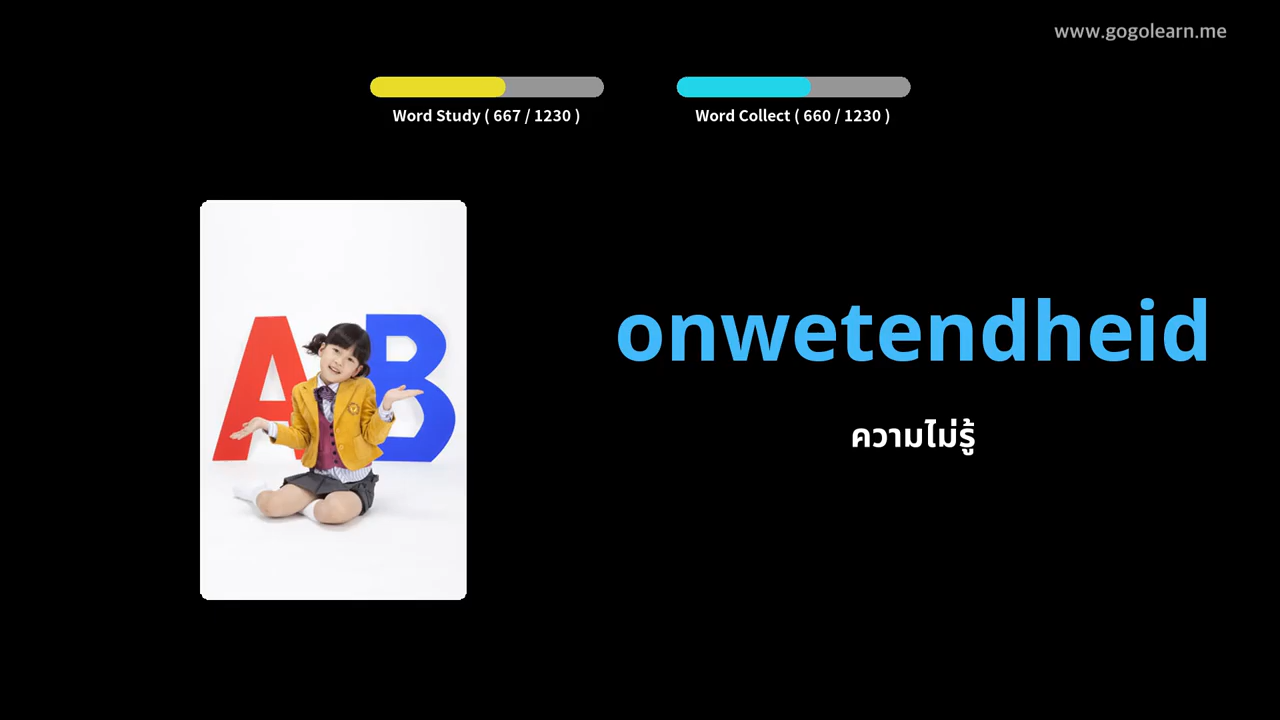 www.gogolearn.me
Word Study ( 667 / 1230 )
Word Collect ( 660 / 1230 )
A B
onwetendheid
ความไม่รู้